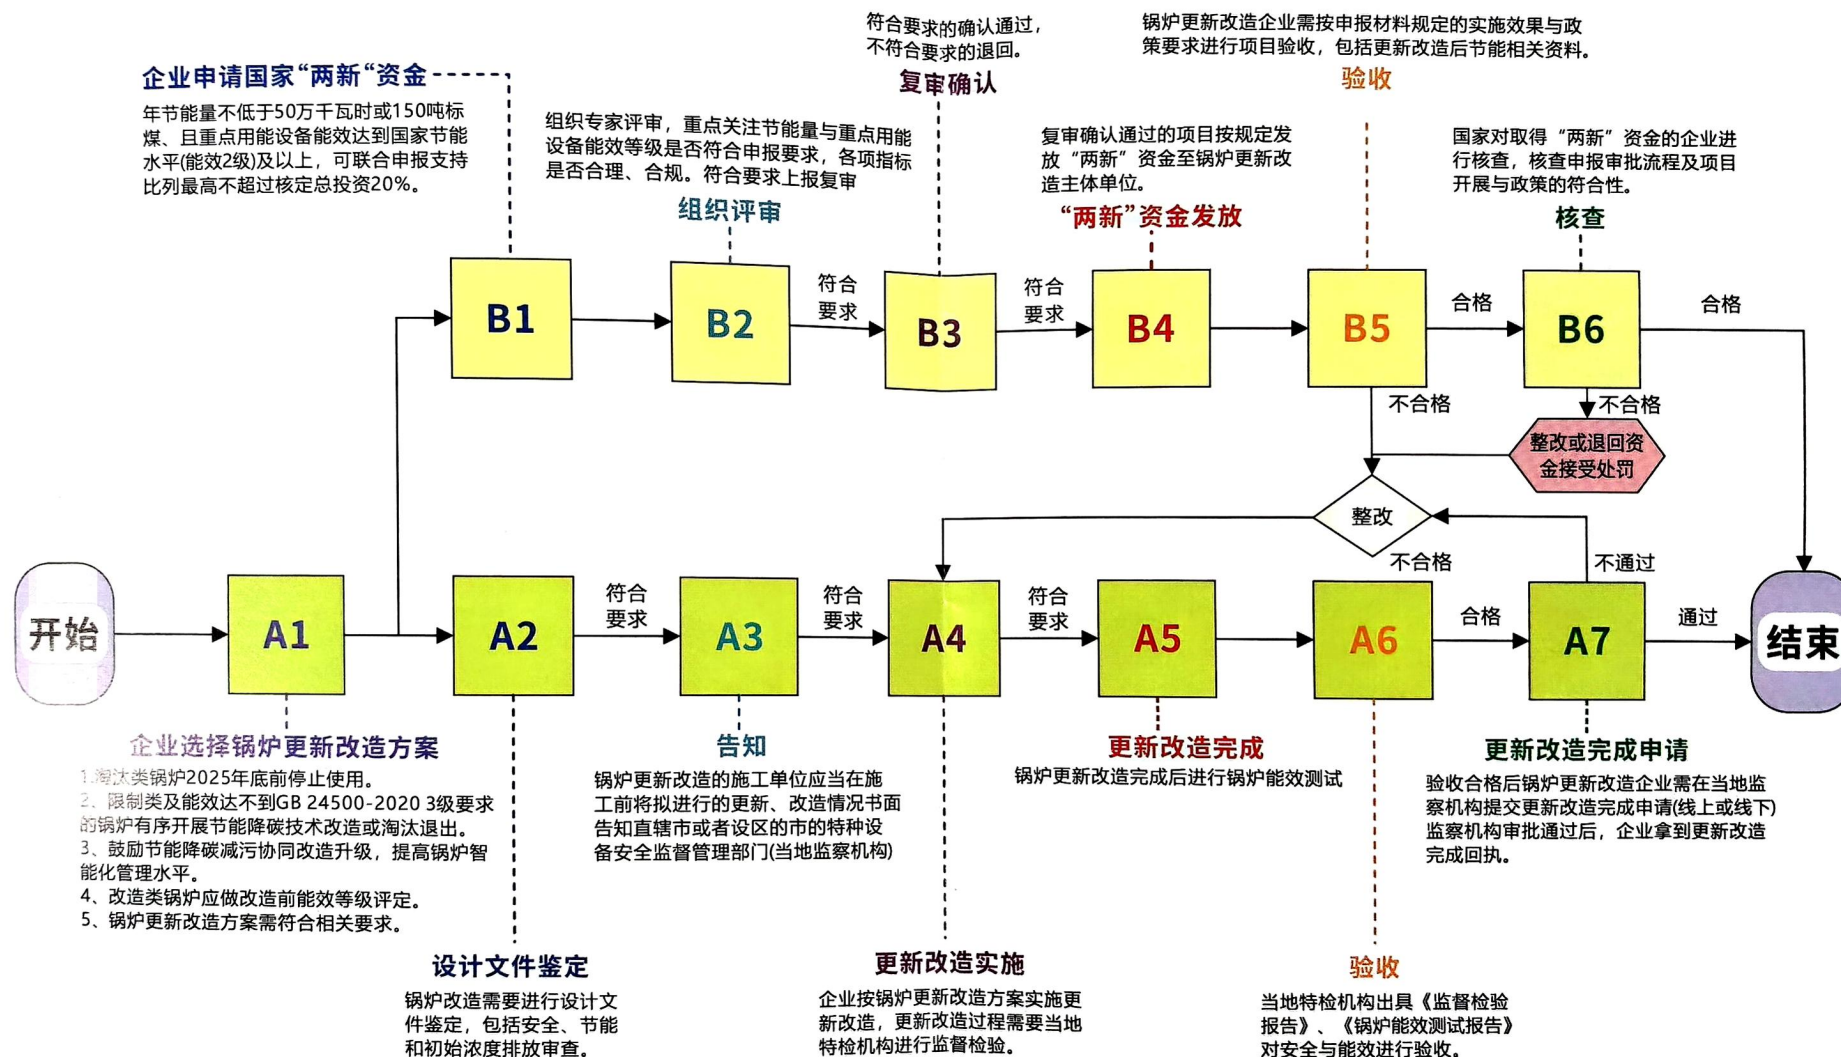 符合要求的确认通过，
不符合要求的退回。
复审确认
锅炉更新改造企业需按申报材料规定的实施效果与政
策要求进行项目验收，包括更新改造后节能相关资料。
验收
企业申请国家“两新“资金
年节能量不低于50万千瓦时或150吨标
煤、且重点用能设备能效达到国家节能
水平(能效2级)及以上，可联合申报支持
比列最高不超过核定总投资20%。
组织专家评审，重点关注节能量与重点用能
设备能效等级是否符合申报要求，各项指标
是否合理、合规。符合要求上报复审
组织评审
复审确认通过的项目按规定发
放“两新”资金至锅炉更新改
造主体单位。
“两新”资金发放
国家对取得“两新”资金的企业进
行核查，核查申报审批流程及项目
开展与政策的符合性。
核查
B1
B2
符合
要求
B3
符合
要求
B4
B5
合格
B6
合格
不合格
不合格
整改或退回资
金接受处罚
整改
不合格
不通过
开始
A1
A2
符合
要求
A3
符合
要求
A4
符合
要求
A5
A6
合格
A7
通过
结束
企业选择锅炉更新改造方案
1.淘汰类锅炉2025年底前停止使用。
2、限制类及能效达不到GB 24500-2020 3级要求
的锅炉有序开展节能降碳技术改造或淘汰退出。
3、鼓励节能降碳减污协同改造升级，提高锅炉智
能化管理水平。
4、改造类锅炉应做改造前能效等级评定。
5、锅炉更新改造方案需符合相关要求。
告知
锅炉更新改造的施工单位应当在施
工前将拟进行的更新、改造情况书面
告知直辖市或者设区的市的特种设
备安全监督管理部门(当地监察机构)
更新改造完成
锅炉更新改造完成后进行锅炉能效测试
更新改造完成申请
验收合格后锅炉更新改造企业需在当地监
察机构提交更新改造完成申请(线上或线下)
监察机构审批通过后，企业拿到更新改造
完成回执。
设计文件鉴定
锅炉改造需要进行设计文
件鉴定，包括安全、节能
和初始浓度排放审查。
更新改造实施
企业按锅炉更新改造方案实施更
新改造，更新改造过程需要当地
特检机构进行监督检验。
验收
当地特检机构出具《监督检验
报告》、《锅炉能效测试报告》
对安全与能效进行验收。